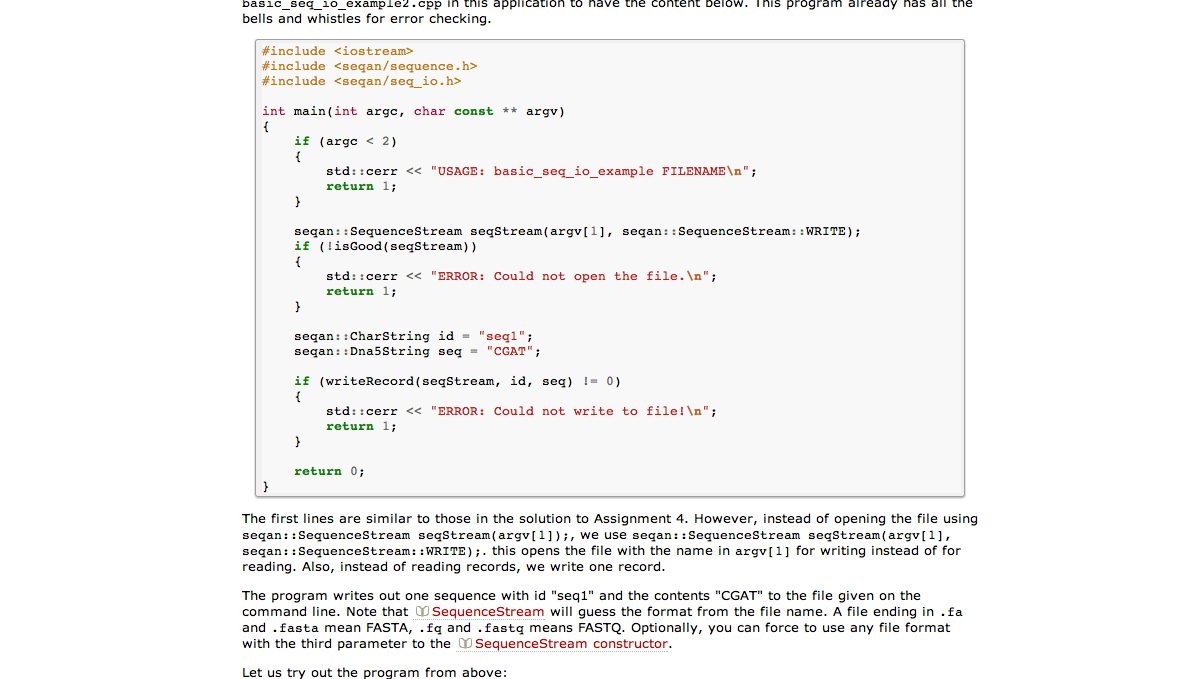 basic_seq_io_example2.cpp in this application to have the content below. This program already has all the
bells and whistles for error checking.
#include <iostream>
#include <seqan/sequence.h>
#include <seqan/seq_io.h>
int main(int argc, char const ** argv)
{
if (argc < 2)
{
std::cerr << "USAGE: basic_seq_io_example FILENAME\n";
return 1;
}
seqan::SequenceStream seqStream(argv[1], seqan::SequenceStream::WRITE);
if (!isGood(seqStream))
{
std::cerr << "ERROR: Could not open the file.\n";
return 1;
}
seqan::CharString id = "seq1";
seqan::Dna5String seq = "CGAT";
if (writeRecord(seqStream, id, seq) != 0)
{
std::cerr << "ERROR: Could not write to file!\n";
return 1;
}
return 0;
}
The first lines are similar to those in the solution to Assignment 4. However, instead of opening the file using
seqan::SequenceStream seqStream(argv[1]);, we use seqan::SequenceStream seqStream(argv[1],
seqan::SequenceStream::WRITE);. this opens the file with the name in argv[1] for writing instead of for
reading. Also, instead of reading records, we write one record.
The program writes out one sequence with id "seq1" and the contents "CGAT" to the file given on the
command line. Note that SequenceStream will guess the format from the file name. A file ending in .fa
and .fasta mean FASTA, .fq and .fastq means FASTQ. Optionally, you can force to use any file format
with the third parameter to the SequenceStream constructor.
Let us try out the program from above: